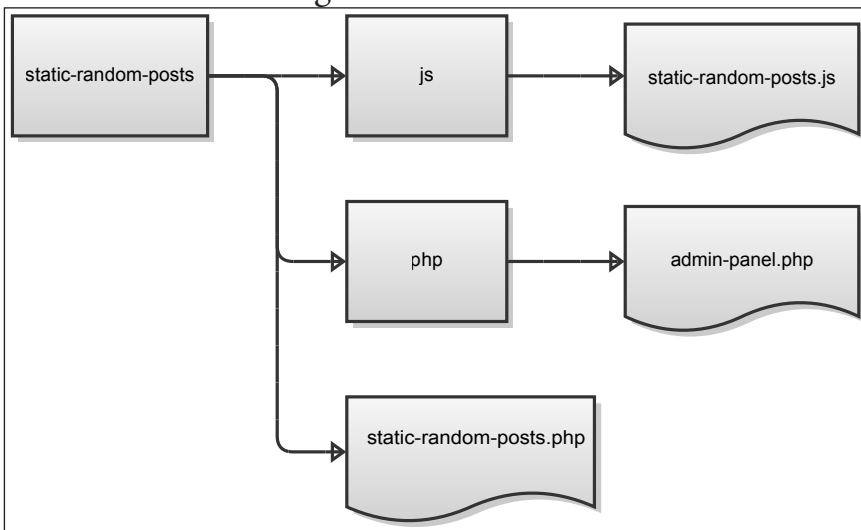 static-random-posts
js
static-random-posts.js
php
admin-panel.php
static-random-posts.php